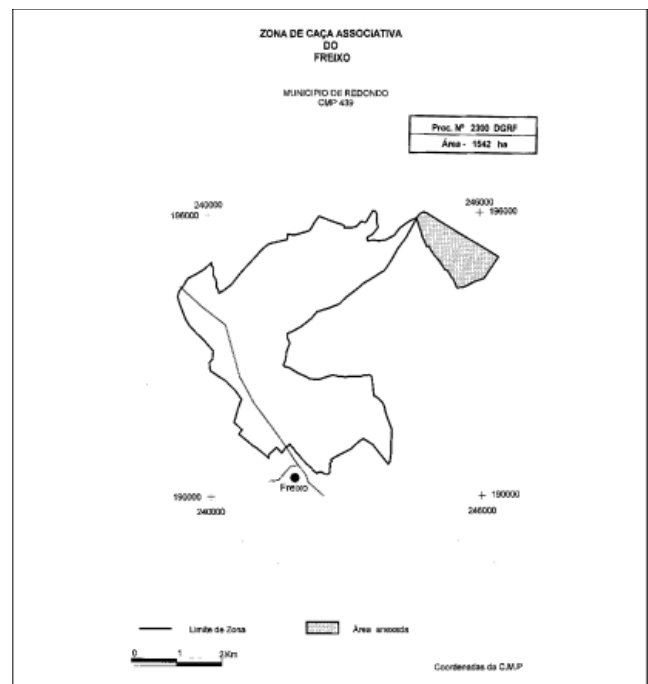 ZONA DE CAÇA ASSOCIATIVA
DO
FREIXO
MUNICIPIO DE REDONDO
CMP 439
Proc. Nº 2300 DGRF
Área - 1542 ha
240000
196000
246000
196000
Freixo
190000
240000
190000
246000
Limite de Zona
Área anexada
0 1 2Km
Coordenadas da C.M.P